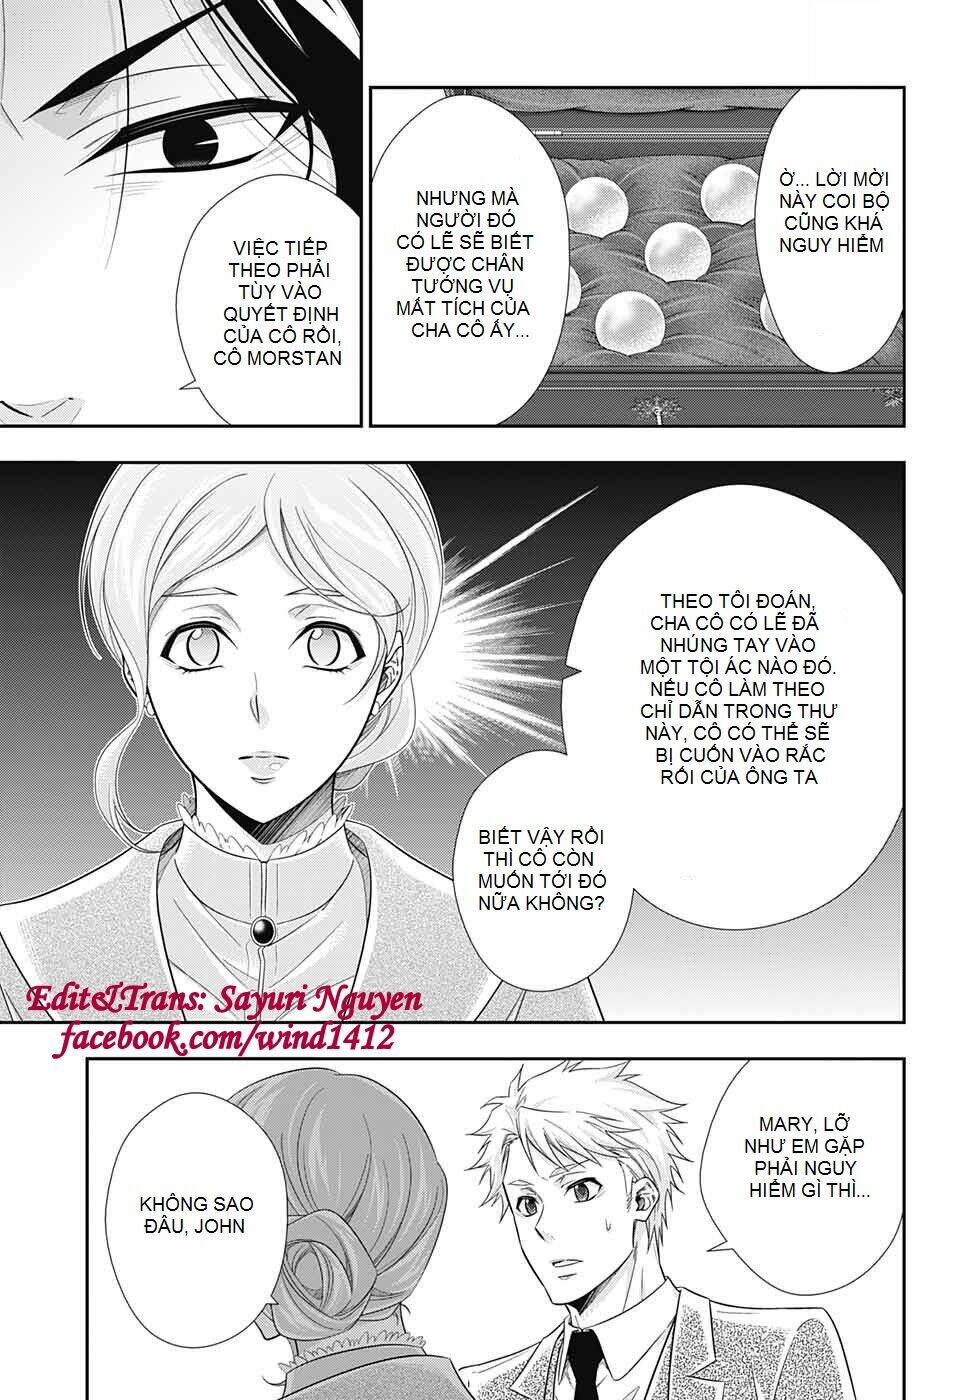 Ờ... LỜI MỜI
NÀY COI BỘ
CŨNG KHÁ
NGUY HIỂM
NHƯNG MÀ
NGƯỜI ĐÓ
CÓ LẼ SẼ BIẾT
ĐƯỢC CHÂN
TƯỚNG VỤ
MẤT TÍCH CỦA
CHA CÔ ẤY...
VIỆC TIẾP
THEO PHẢI
TÙY VÀO
QUYẾT ĐỊNH
CỦA CÔ RỒI,
CÔ MORSTAN
THEO TÔI ĐOÁN,
CHA CÔ CÓ LẼ ĐÃ
NHÚNG TAY VÀO
MỘT TỘI ÁC NÀO ĐÓ.
NẾU CÔ LÀM THEO
CHỈ DẪN TRONG THƯ
NÀY, CÔ CÓ THỂ SẼ
BỊ CUỐN VÀO RẮC
RỐI CỦA ÔNG TA
BIẾT VẬY RỒI
THÌ CÔ CÒN
MUỐN TỚI ĐÓ
NỮA KHÔNG?
Edit&Trans: Sayuri Nguyen
facebook.com/wind1412
MARY, LỠ
NHƯ EM GẶP
PHẢI NGUY
HIỂM GÌ THÌ...
KHÔNG SAO
ĐÂU, JOHN